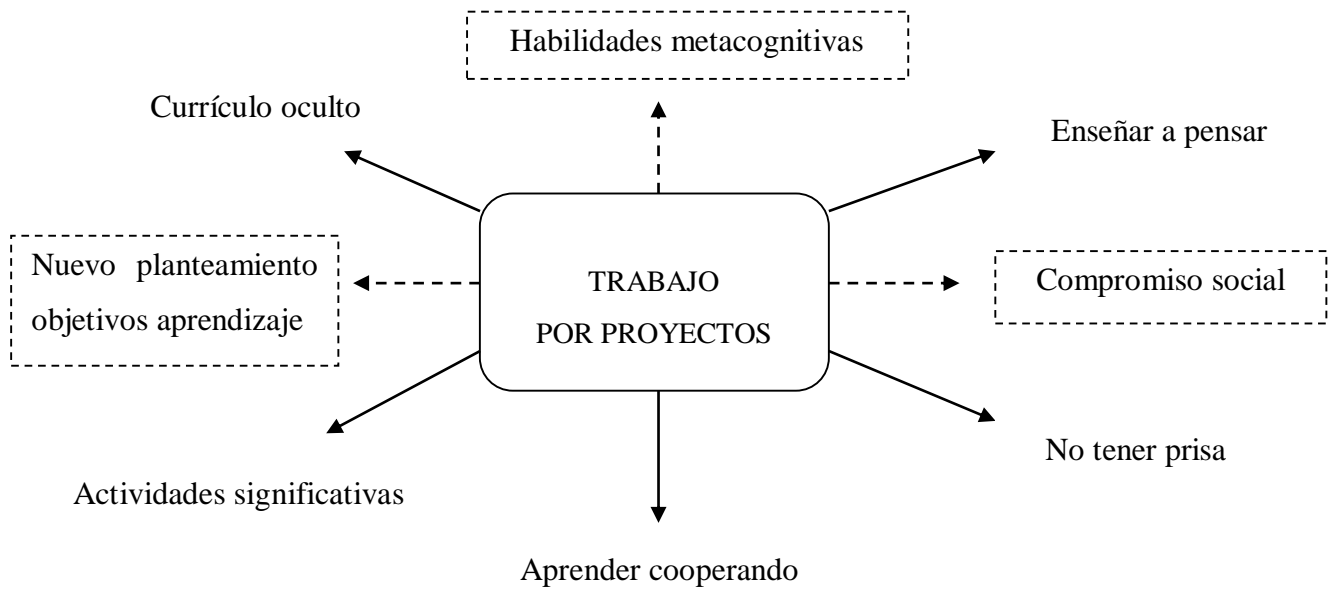 Habilidades metacognitivas
Currículo oculto
Enseñar a pensar
Nuevo planteamiento
objetivos aprendizaje
TRABAJO
POR PROYECTOS
Compromiso social
No tener prisa
Actividades significativas
Aprender cooperando